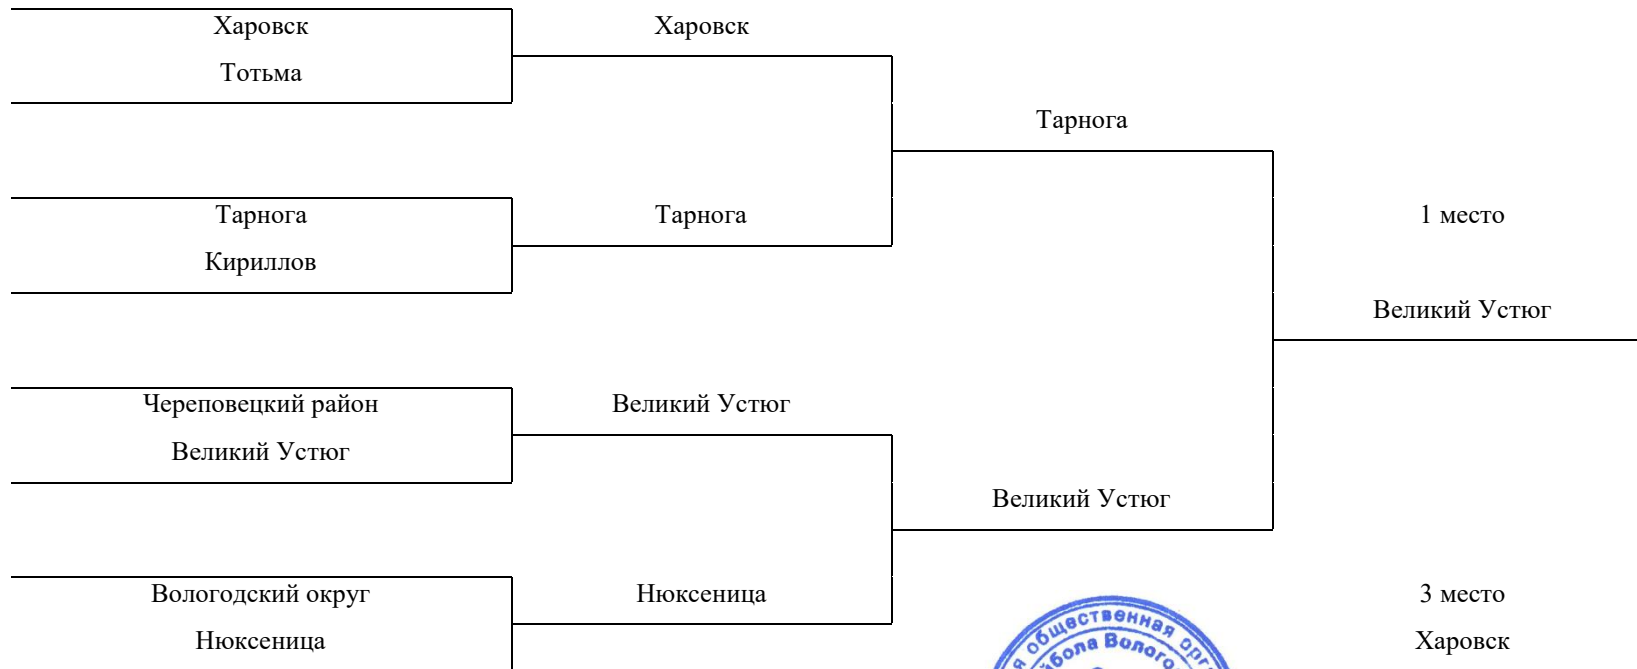 Харовск
Харовск
Тотьма
Тарнога
Тарнога
Тарнога
1 место
Кириллов
Великий Устюг
Череповецкий район
Великий Устюг
Великий Устюг
Великий Устюг
Вологодский округ
Нюксеница
3 место
Нюксеница
Харовск
общественная